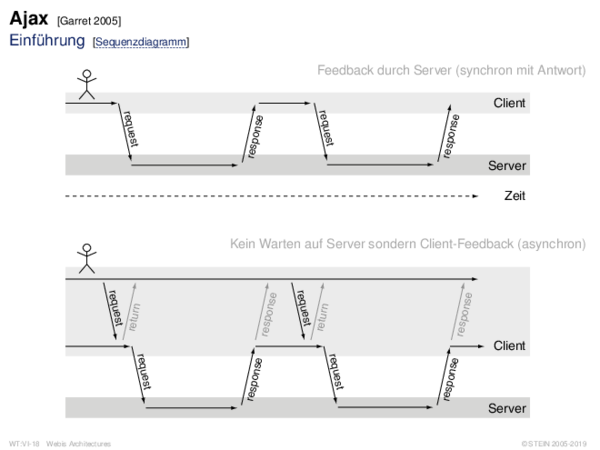 Ajax [Garret 2005]
Einführung [Sequenzdiagramm]
Feedback durch Server (synchron mit Antwort)
Client
request
response
request
response
Server
Zeit
Kein Warten auf Server sondern Client-Feedback (asynchron)
request
return
response
request
return
response
Client
request
response
request
response
Server
WT:VI-18 Webis Architectures
©STEIN 2005-2019